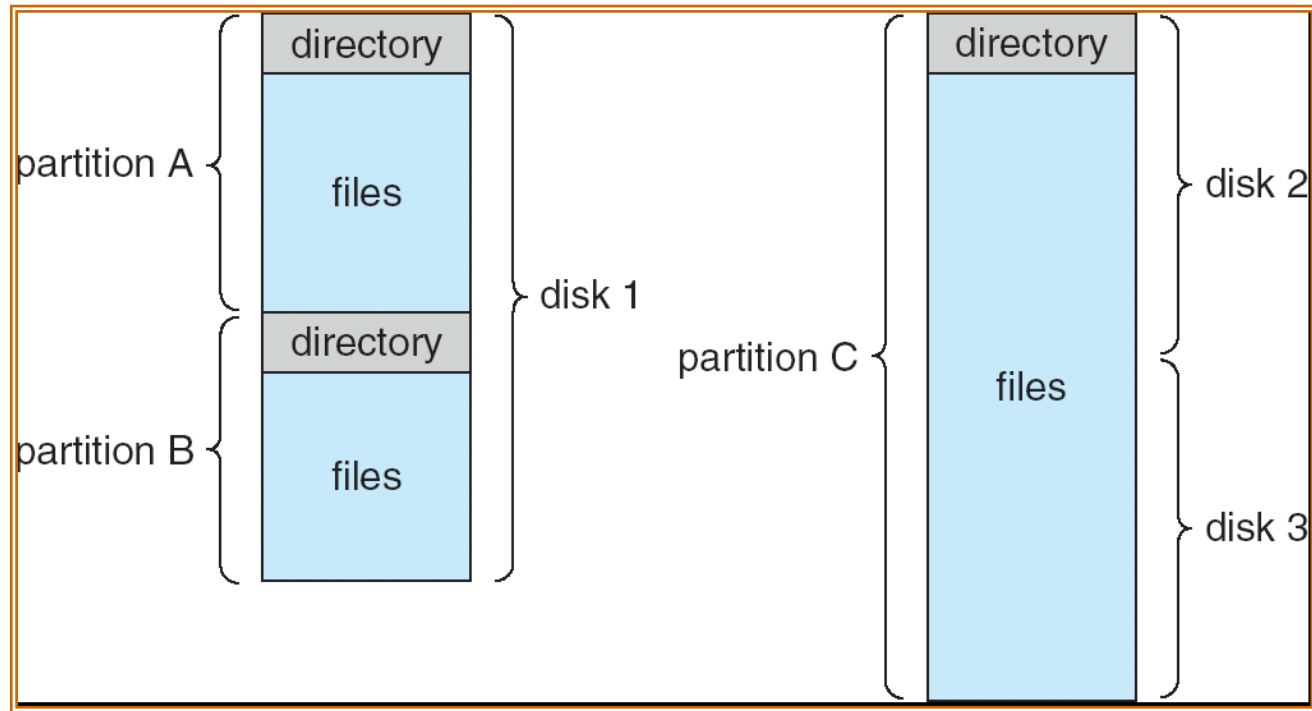 directory
partition A
files
disk 1
directory
partition B
files
directory
disk 2
partition C
files
disk 3